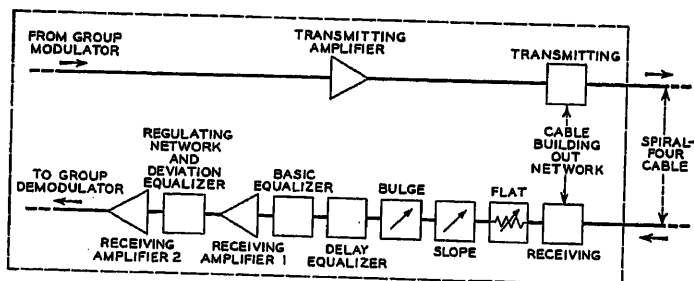 FROM GROUP
MODULATOR
TRANSMITTING
AMPLIFIER
TRANSMITTING
CABLE
BUILDING
OUT
NETWORK
SPIRAL-
FOUR
CABLE
TO GROUP
DEMODULATOR
REGULATING
NETWORK
AND
DEVIATION
EQUALIZER
BASIC
EQUALIZER
BULGE
FLAT
RECEIVING
AMPLIFIER 2
RECEIVING
AMPLIFIER 1
DELAY
EQUALIZER
SLOPE
RECEIVING